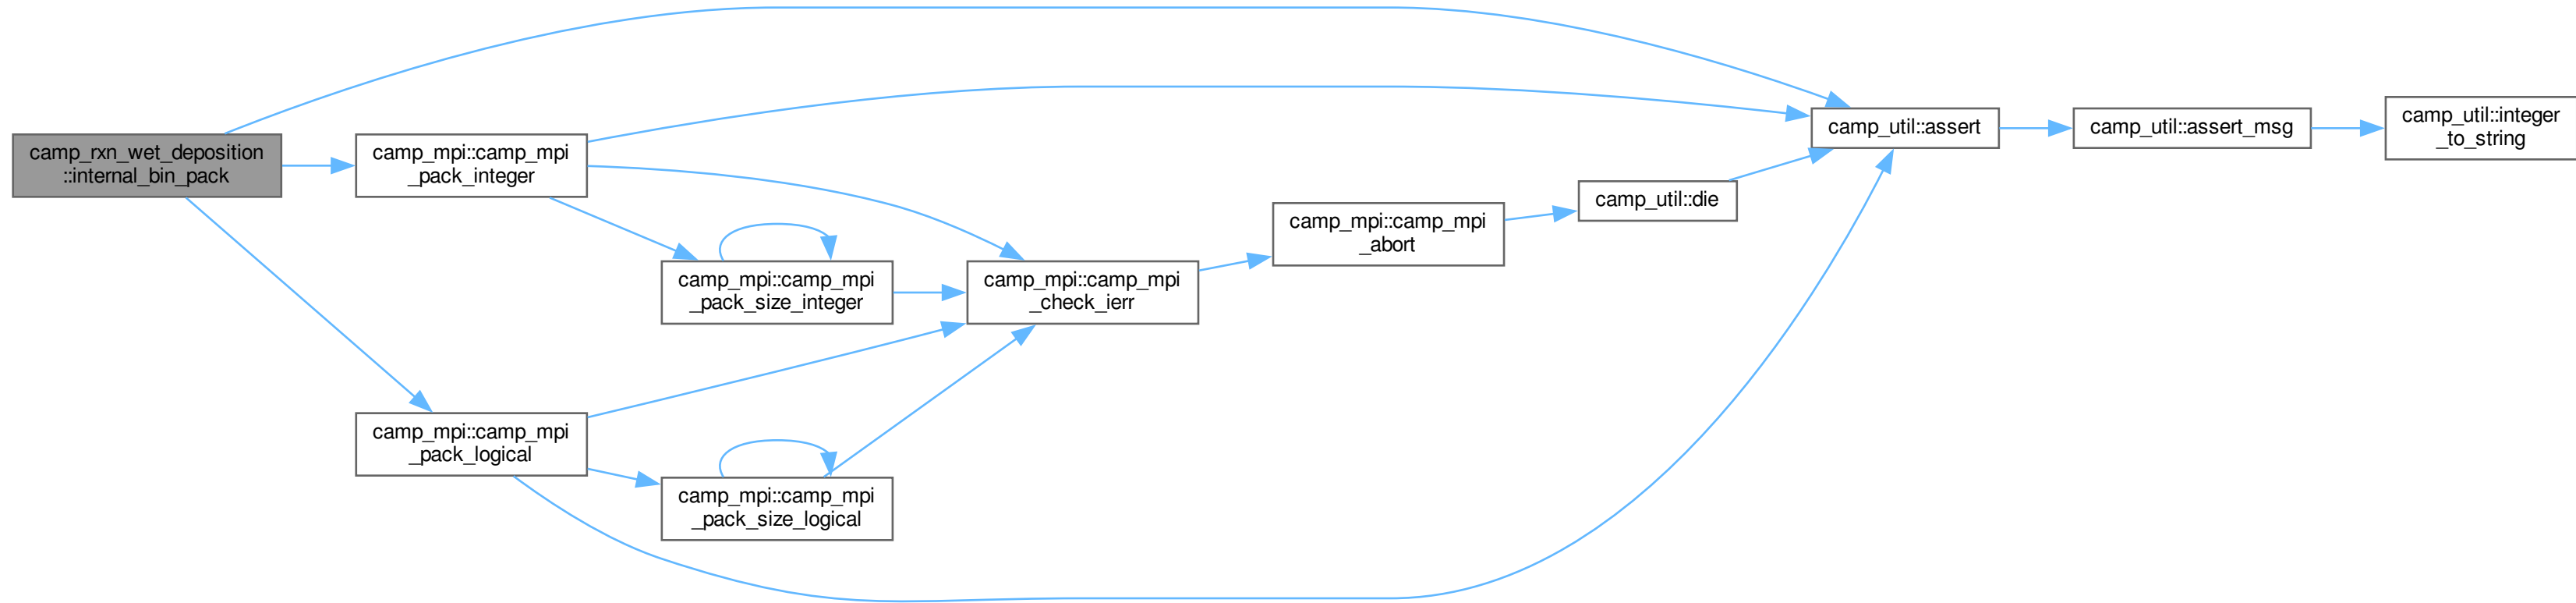 camp_rxn_wet_deposition
::internal_bin_pack
camp_mpi::camp_mpi
_pack_integer
camp_mpi::camp_mpi
_pack_size_integer
camp_mpi::camp_mpi
_check_ierr
camp_mpi::camp_mpi
_abort
camp_util::die
camp_util::assert
camp_util::assert_msg
camp_util::integer
_to_string
camp_mpi::camp_mpi
_pack_logical
camp_mpi::camp_mpi
_pack_size_logical